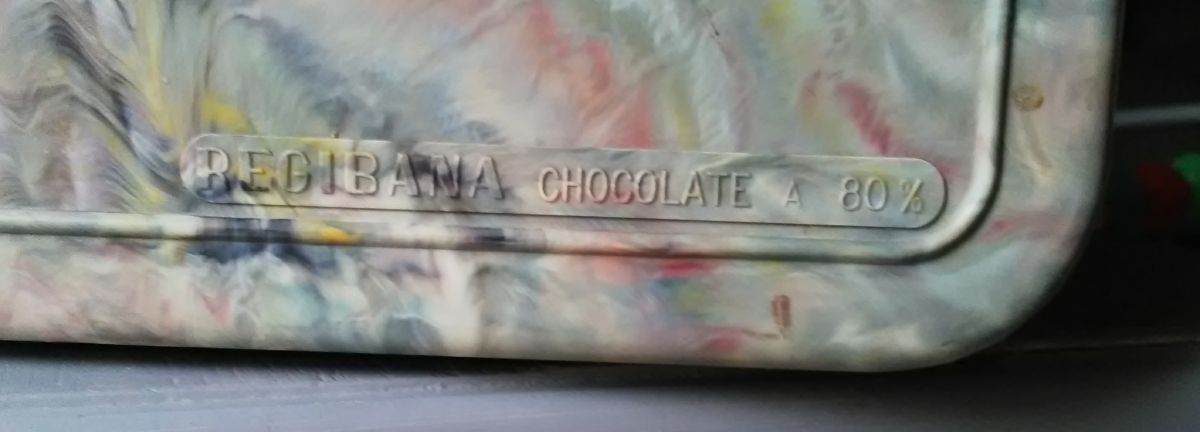 REGIBANA CHOCOLATE A 80%